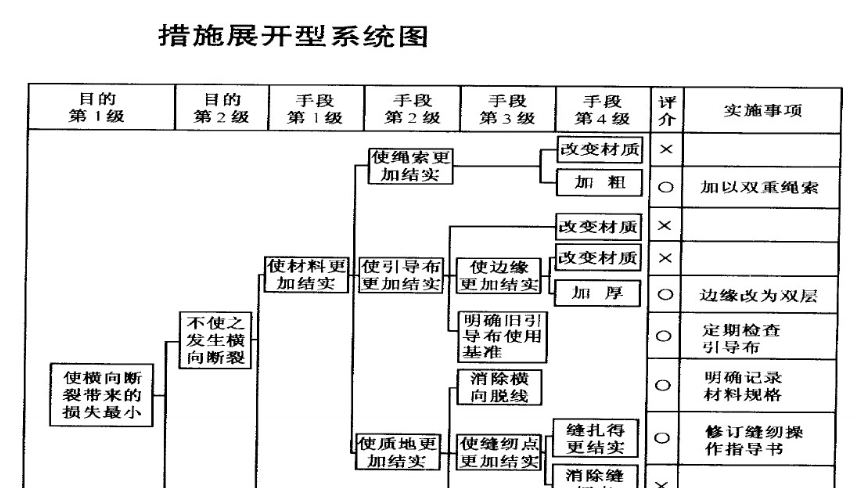 措施展开型系统图
目的
第1级
目的
第2级
手段
第1级
手段
第2级
手段
第3级
手段
第4级
评
介
实施事项
使绳索更
加结实
改变材质
×
加 粗
○
加以双重绳索
改变材质
×
使材料更
加结实
使引导布
更加结实
使边缘
更加结实
改变材质
×
加 厚
○
边缘改为双层
不使之
发生横
向断裂
明确旧引
导布使用
基准
○
定期检查
引导布
使横向断
裂带来的
损失最小
消除横
向脱线
○
明确记录
材料规格
使质地更
加结实
使缝纫点
更加结实
缝扎得
更结实
○
修订缝纫操
作指导书
消除缝
×